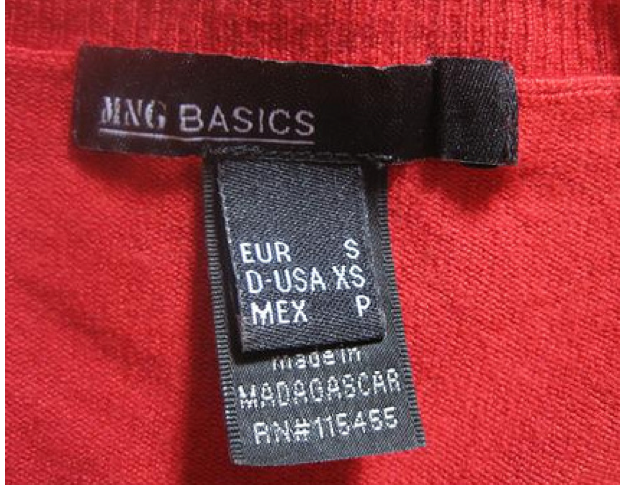 MNG BASICS
EUR S
D-USA XS
MEX P
made in
MADAGASCAR
RN#115455